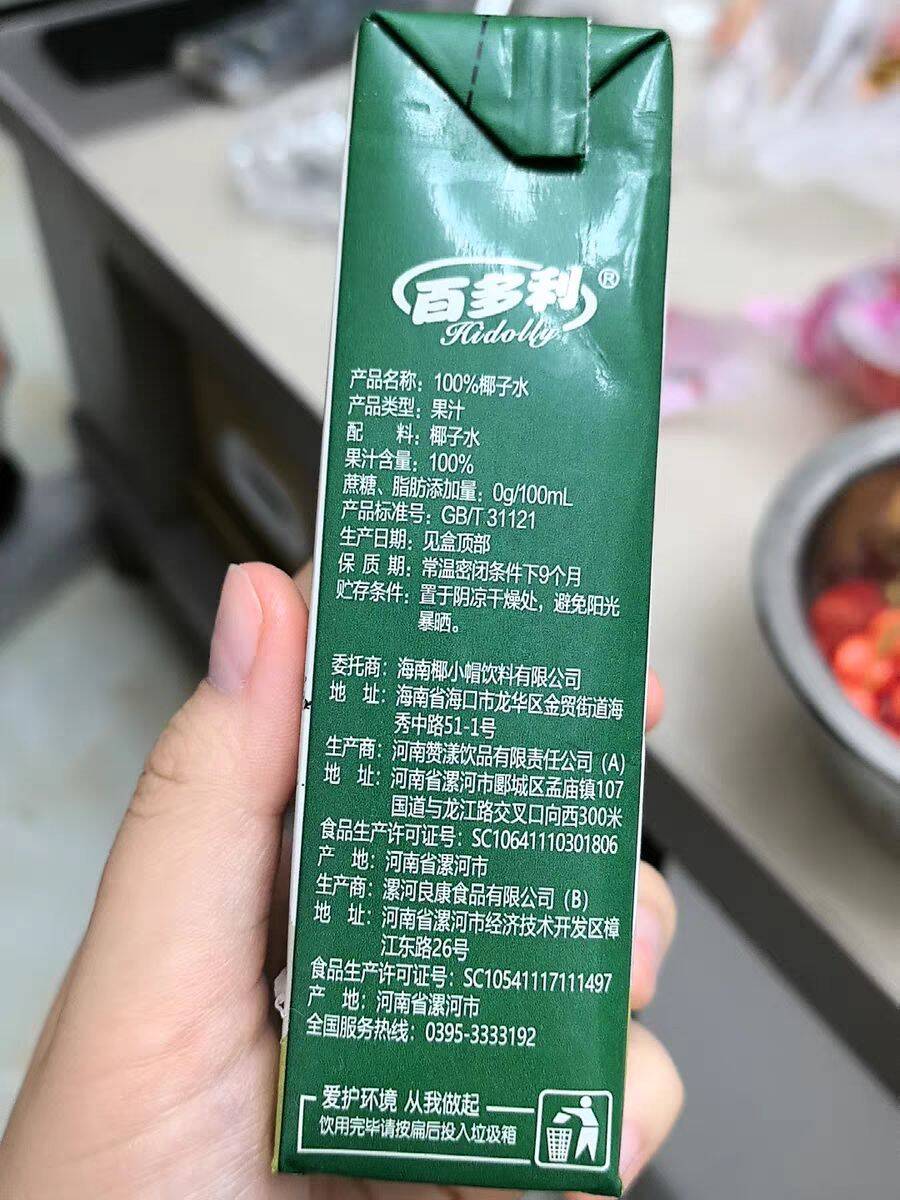 百多利®
Hidolly
产品名称：100%椰子水
产品类型：果汁
配 料：椰子水
果汁含量：100%
蔗糖、脂肪添加量：0g/100mL
产品标准号：GB/T 31121
生产日期：见盒顶部
保 质 期：常温密闭条件下9个月
贮存条件：置于阴凉干燥处，避免阳光
暴晒。
委托商：海南椰小帽饮料有限公司
地 址：海南省海口市龙华区金贸街道海
秀中路51-1号
生产商：河南赞漾饮品有限责任公司（A）
地 址：河南省漯河市郾城区孟庙镇107
国道与龙江路交叉口向西300米
食品生产许可证号：SC10641110301806
产 地：河南省漯河市
生产商：漯河良康食品有限公司（B）
地 址：河南省漯河市经济技术开发区樟
江东路26号
食品生产许可证号：SC10541117111497
产 地：河南省漯河市
全国服务热线：0395-3333192
爱护环境 从我做起
饮用完毕请按扁后投入垃圾箱